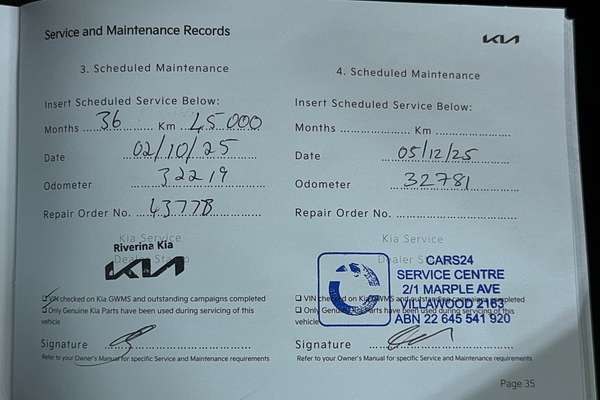 Service and Maintenance Records
KIA
3. Scheduled Maintenance
Insert Scheduled Service Below:
Months 36 Km 45 000
Date 02/10/25
Odometer 32219
Repair Order No. 4377B
Kia Service
Dealer Stamp
Riverina Kia
KIA
VIN checked on Kia GWMS and outstanding campaigns completed
Only Genuine Kia Parts have been used during servicing of this
vehicle
Signature
Refer to your Owner's Manual for specific Service and Maintenance requirements
4. Scheduled Maintenance
Insert Scheduled Service Below:
Months Km
Date 05/12/25
Odometer 32781
Repair Order No.
Kia Service
Dealer Stamp
CARS24
SERVICE CENTRE
2/1 MARPLE AVE
VILLAWOOD 2163
ABN 22 645 541 920
VIN checked on Kia GWMS and outstanding campaigns completed
Only Genuine Kia Parts have been used during servicing of this
vehicle
Signature
Refer to your Owner's Manual for specific Service and Maintenance requirements
Page 35